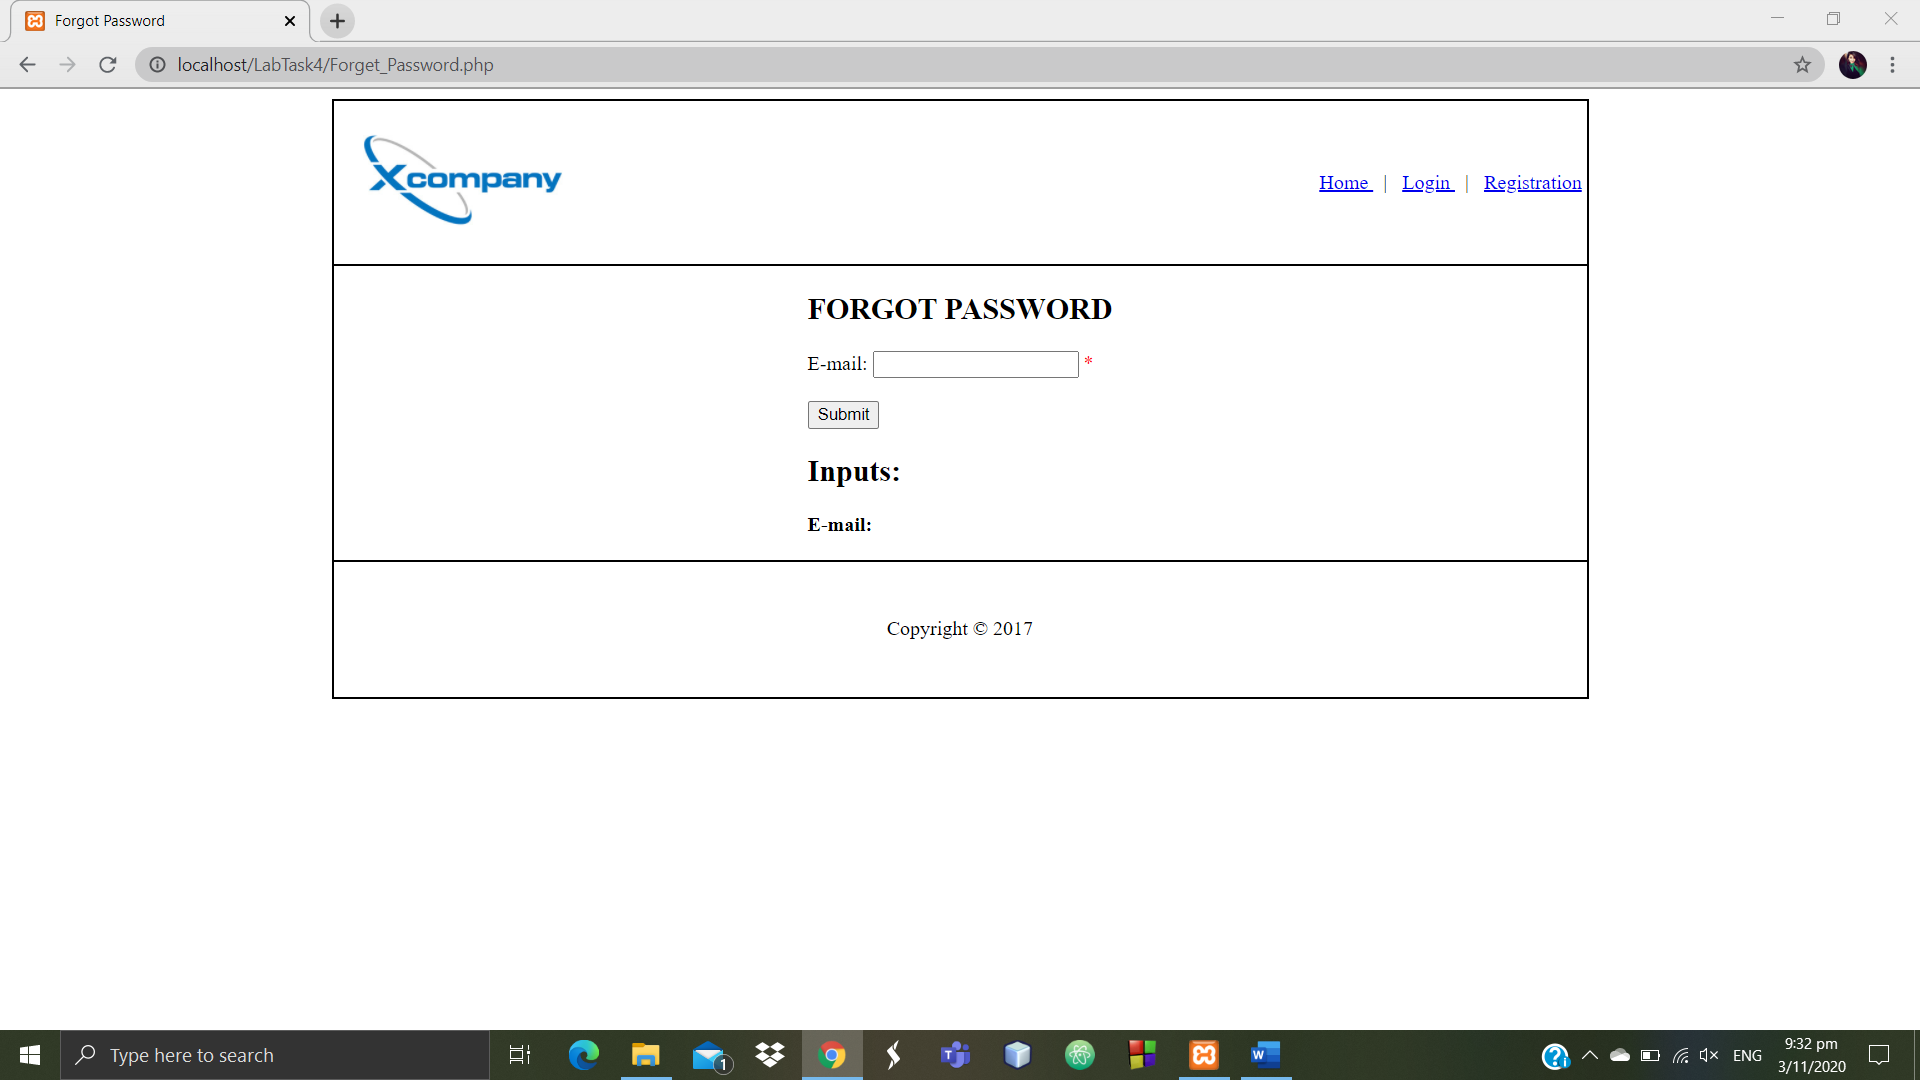 Forgot Password
localhost/LabTask4/Forget_Password.php
Xcompany
Home | Login | Registration
FORGOT PASSWORD
E-mail: *
Submit
Inputs:
E-mail:
Copyright © 2017
Type here to search
1
T
W
?
i
ENG
9:32 pm
3/11/2020